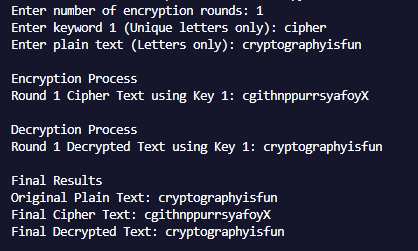 Enter number of encryption rounds: 1
Enter keyword 1 (Unique letters only): cipher
Enter plain text (Letters only): cryptographyisfun
Encryption Process
Round 1 Cipher Text using Key 1: cgithnppurrsyafoyX
Decryption Process
Round 1 Decrypted Text using Key 1: cryptographyisfun
Final Results
Original Plain Text: cryptographyisfun
Final Cipher Text: cgithnppurrsyafoyX
Final Decrypted Text: cryptographyisfun